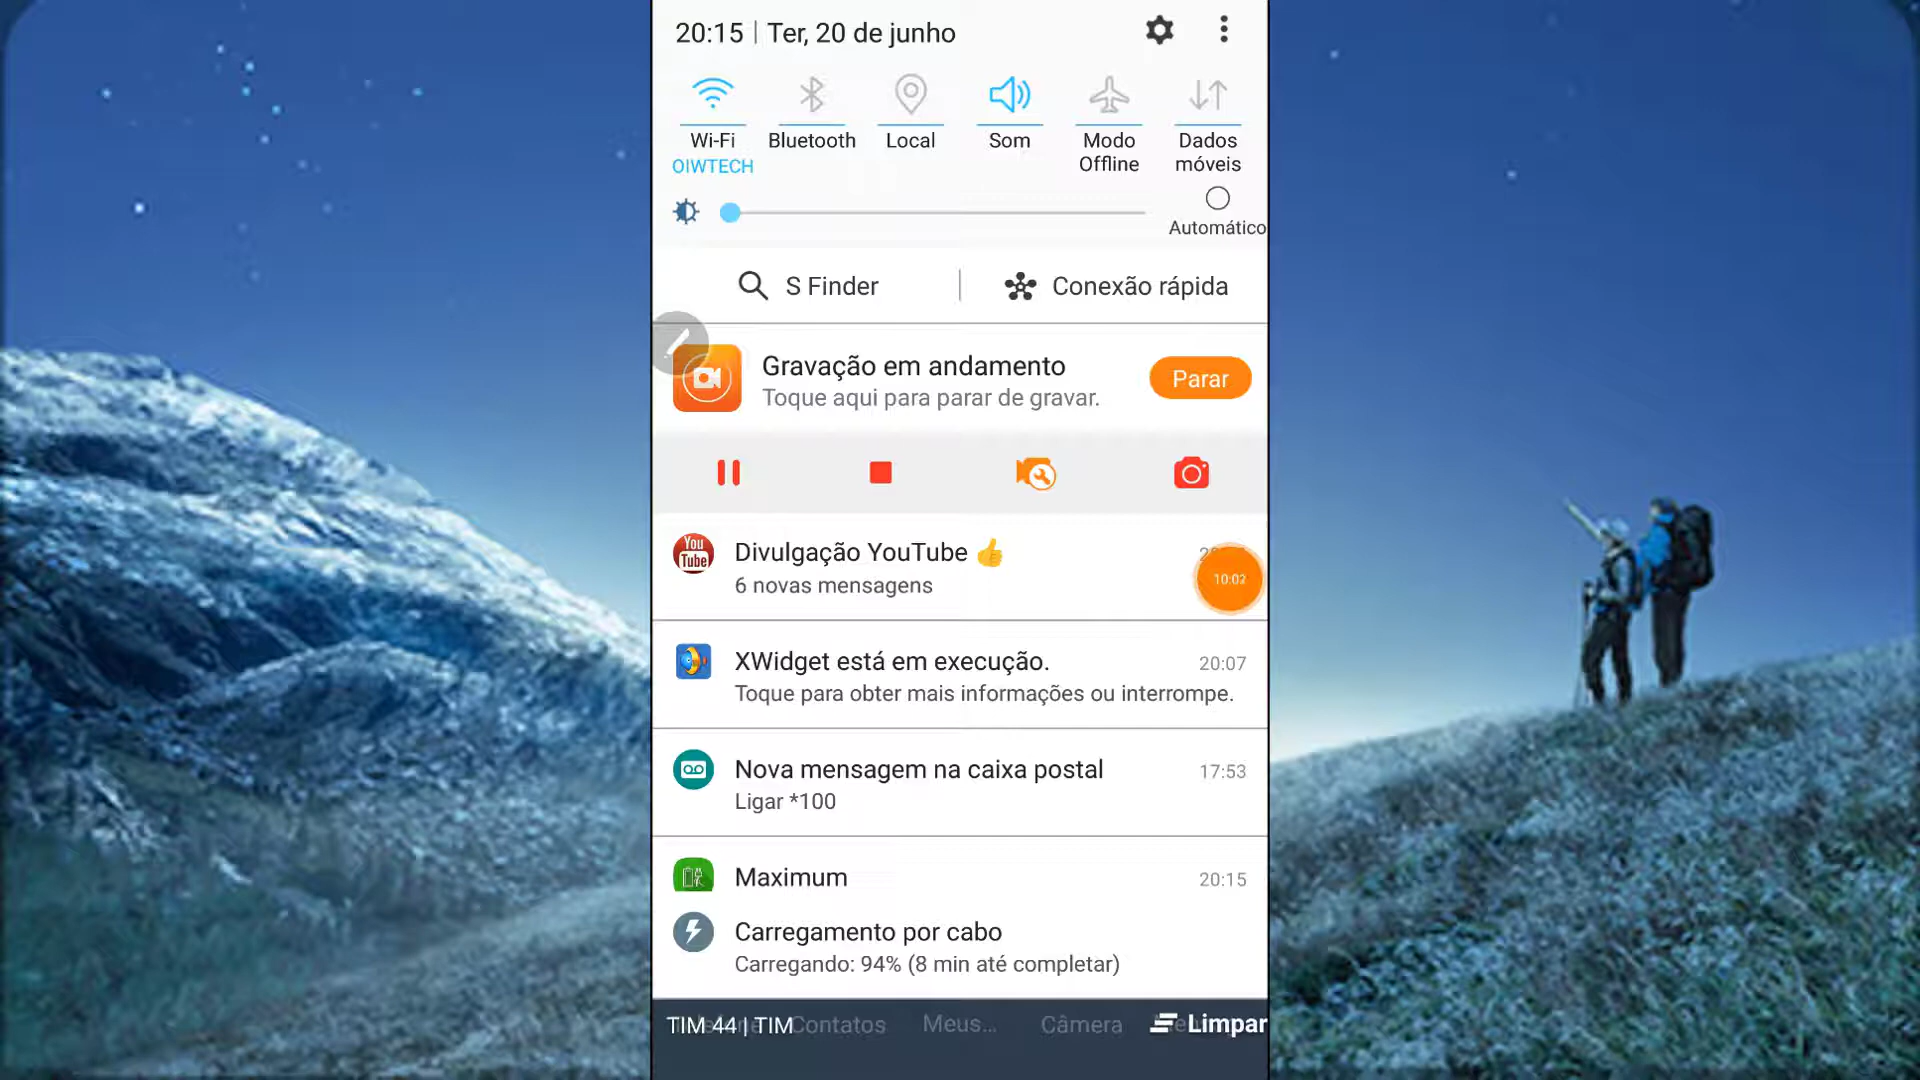 20:15 | Ter, 20 de junho
Wi-Fi
OIWTECH
Bluetooth
Local
Som
Modo
Offline
Dados
móveis
Automático
S Finder
Conexão rápida
Gravação em andamento
Toque aqui para parar de gravar.
Parar
You
Tube
Divulgação YouTube 👍
6 novas mensagens
10:02
XWidget está em execução.
20:07
Toque para obter mais informações ou interrompe.
Nova mensagem na caixa postal
17:53
Ligar *100
Maximum
20:15
Carregamento por cabo
Carregando: 94% (8 min até completar)
TIM 44 | TIM
Contatos
Meus...
Câmera
Limpar